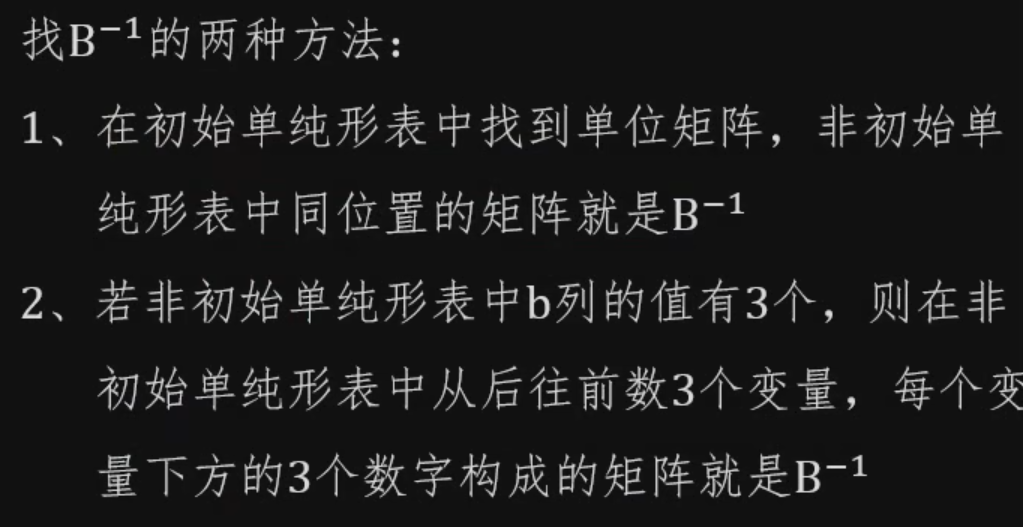 找B⁻¹的两种方法：
1、在初始单纯形表中找到单位矩阵，非初始单
纯形表中同位置的矩阵就是B⁻¹
2、若非初始单纯形表中b列的值有3个，则在非
初始单纯形表中从后往前数3个变量，每个变
量下方的3个数字构成的矩阵就是B⁻¹